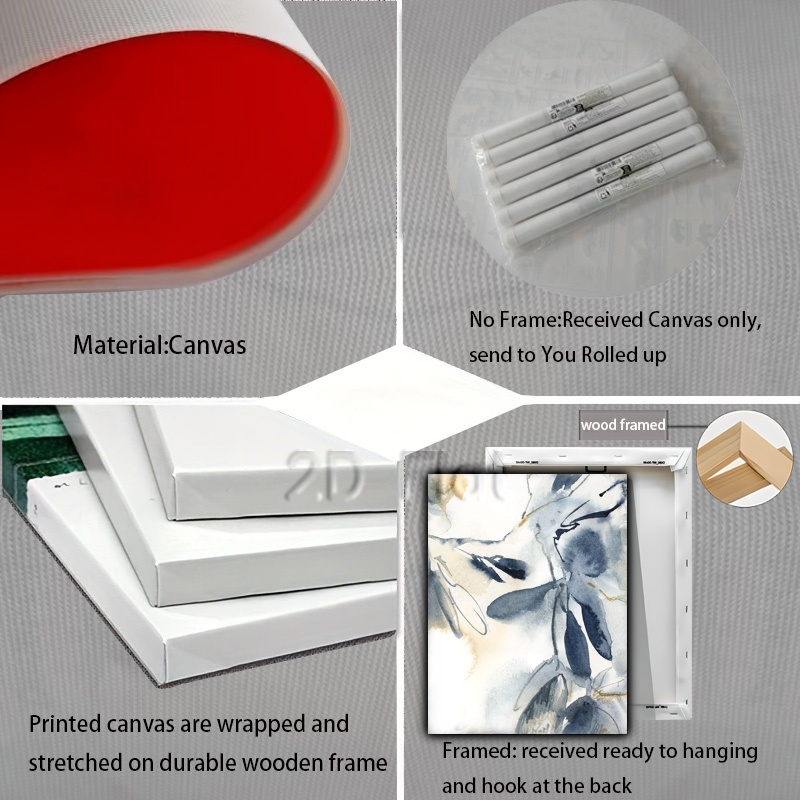 Material:Canvas
No Frame:Received Canvas only,
send to You Rolled up
wood framed
Printed canvas are wrapped and
stretched on durable wooden frame
Framed: received ready to hanging
and hook at the back